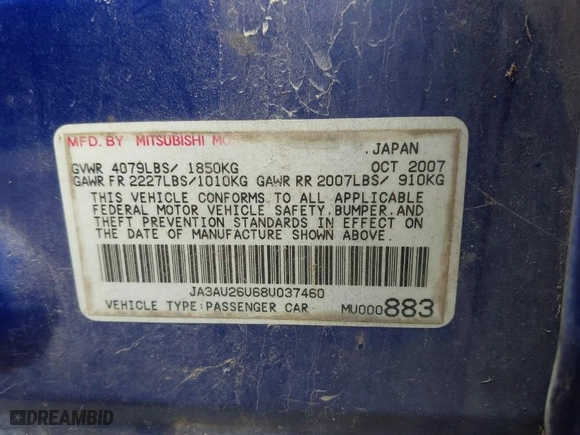 MFD. BY MITSUBISHI
, JAPAN
GVWR 4079LBS/ 1850KG OCT 2007
GAWR FR 2227LBS/1010KG GAWR RR 2007LBS/ 910KG
THIS VEHICLE CONFORMS TO ALL APPLICABLE
FEDERAL MOTOR VEHICLE SAFETY, BUMPER, AND
THEFT PREVENTION STANDARDS IN EFFECT ON
THE DATE OF MANUFACTURE SHOWN ABOVE.
JA3AU26U68U037460
VEHICLE TYPE:PASSENGER CAR MU000883
DREAMBID